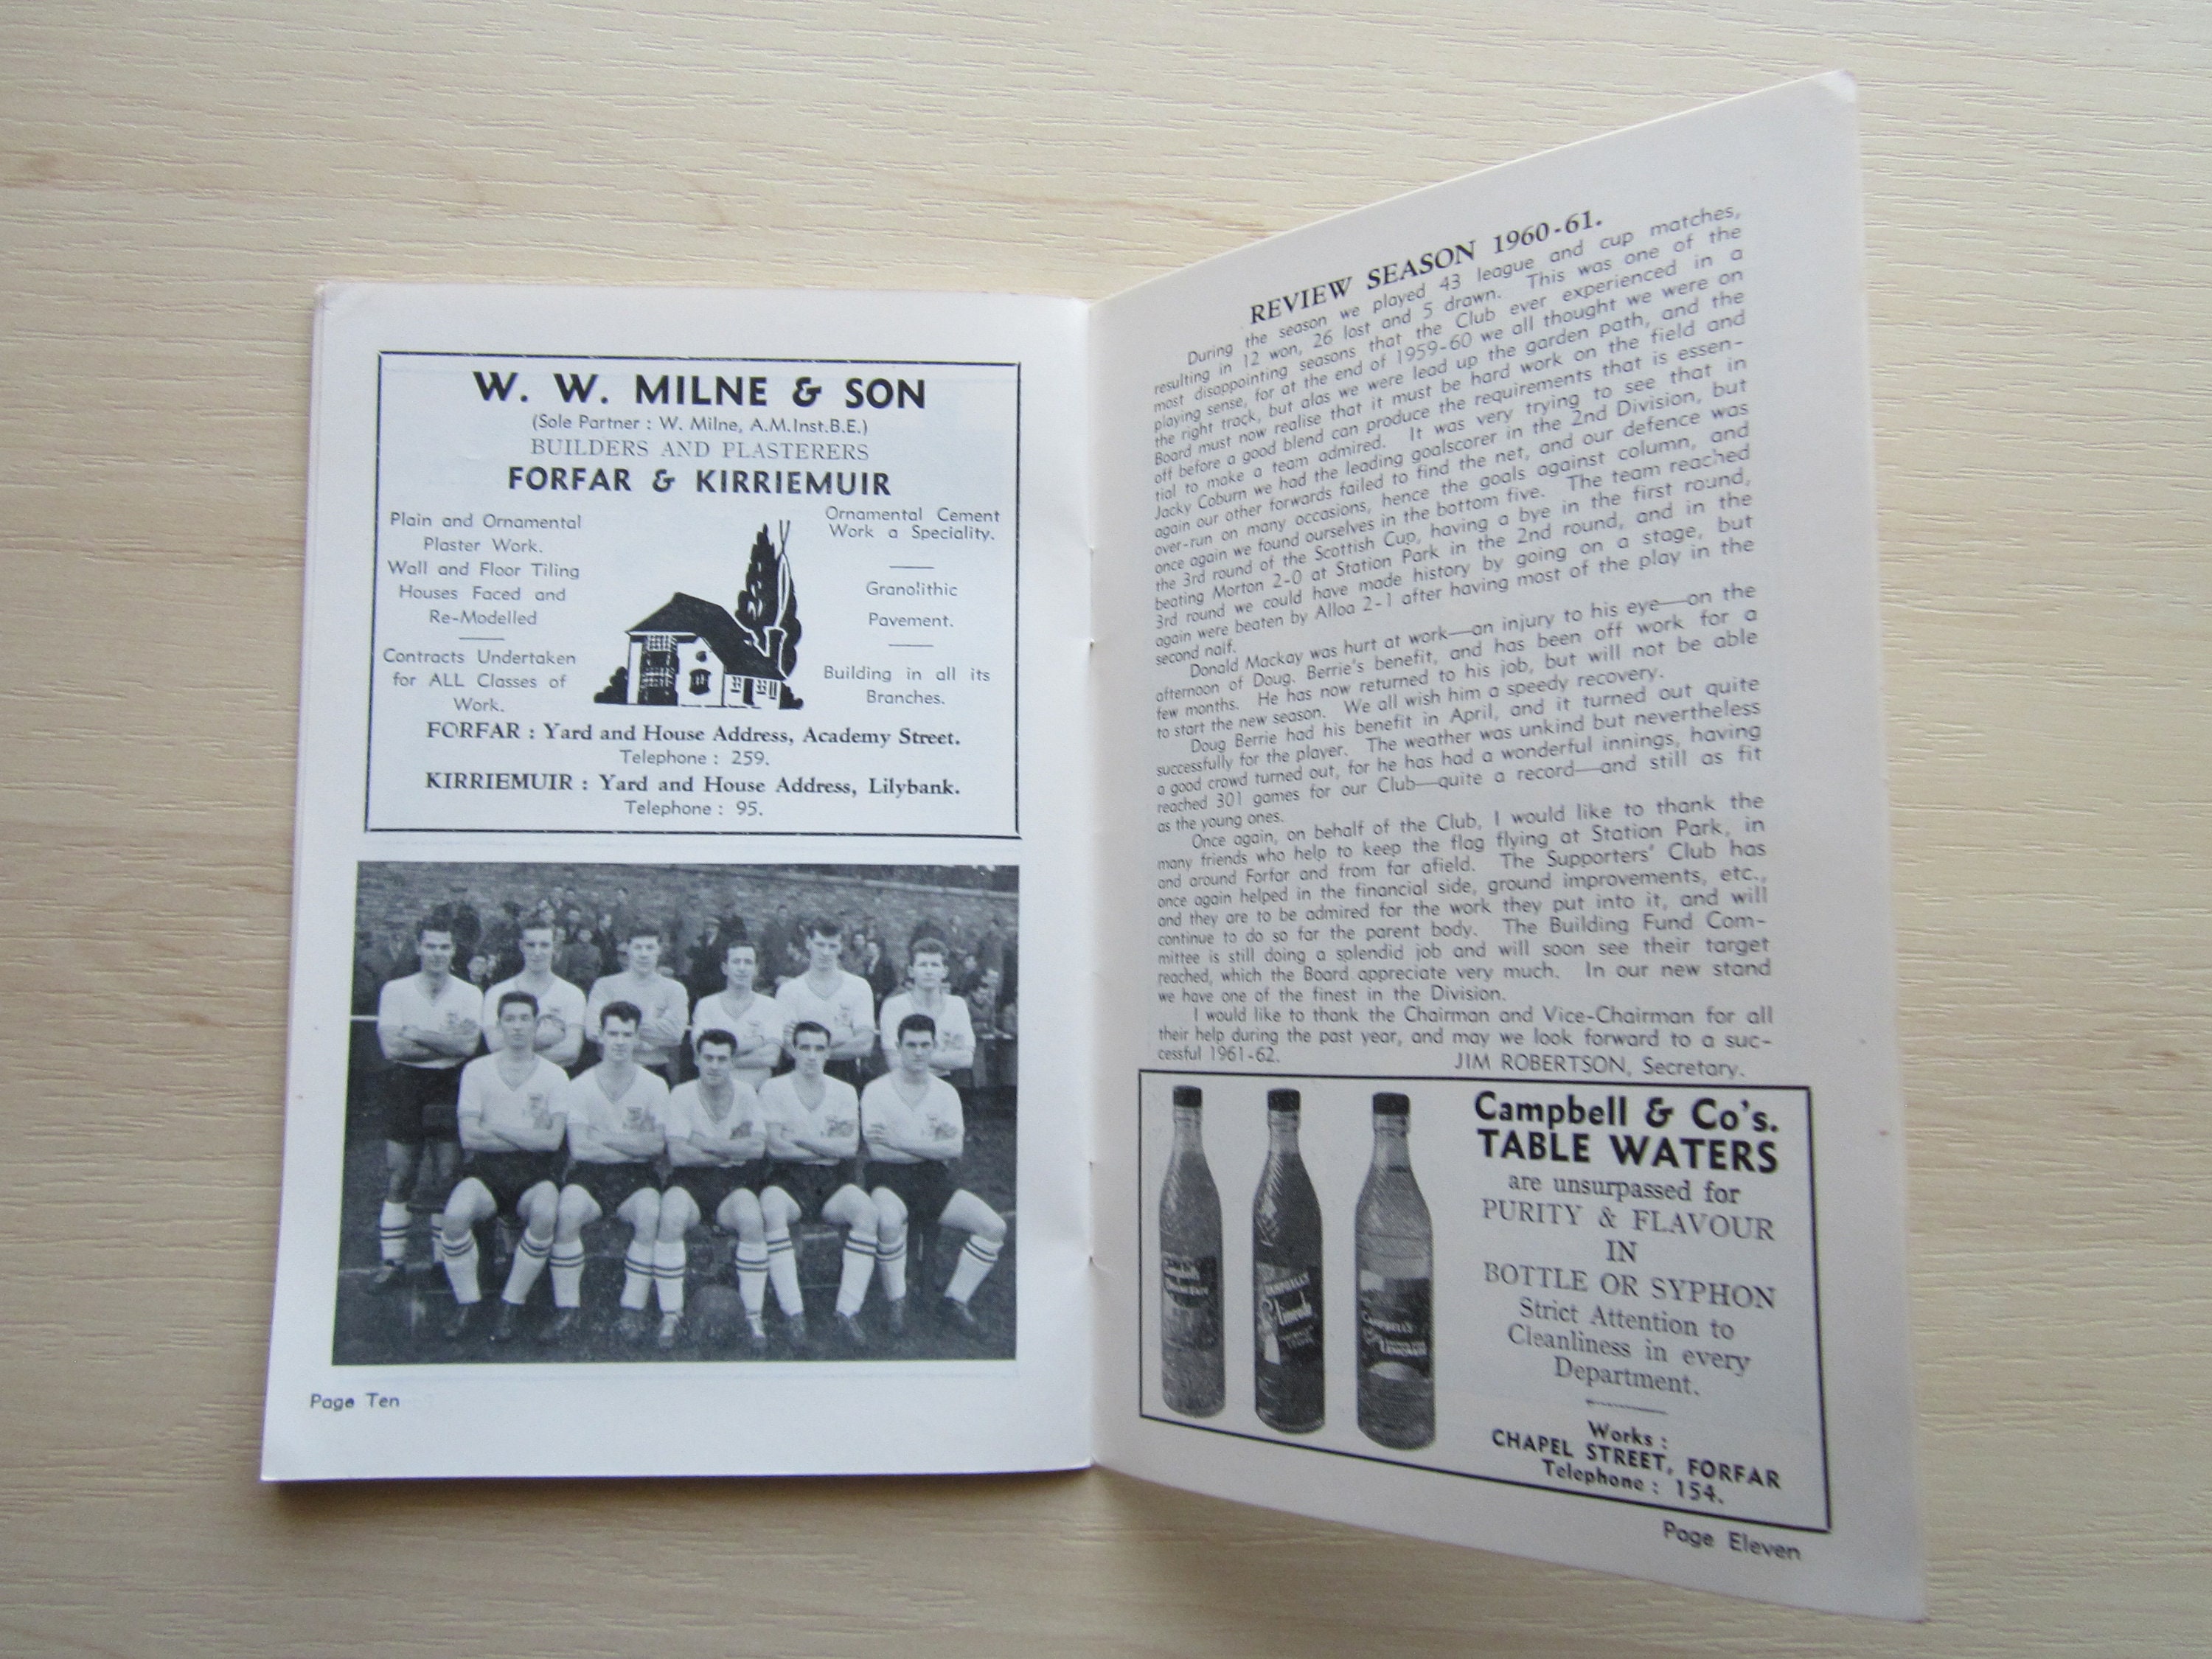 W. W. MILNE & SON
(Sole Partner : W. Milne, A.M.Inst.B.E.)
BUILDERS AND PLASTERERS
FORFAR & KIRRIEMUIR
Plain and Ornamental
Plaster Work.
Wall and Floor Tiling
Houses Faced and
Re-Modelled
Contracts Undertaken
for ALL Classes of
Work.
Ornamental Cement
Work a Speciality.
Granolithic
Pavement.
Building in all its
Branches.
FORFAR : Yard and House Address, Academy Street.
Telephone : 259.
KIRRIEMUIR : Yard and House Address, Lilybank.
Telephone : 95.
Page Ten
REVIEW SEASON 1960-61.
During the season we played 43 league and cup matches,
resulting in 12 won, 26 lost and 5 drawn. This was one of the
most disappointing seasons that the Club ever experienced in a
playing sense, for at the end of 1959-60 we all thought we were on
the right track, but alas we were lead up the garden path, and the
Board must now realise that it must be hard work on the field and
off before a good blend can produce the requirements that is essen-
tial to make a team admired. It was very trying to see that in
Jacky Coburn we had the leading goalscorer in the 2nd Division, but
again our other forwards failed to find the net, and our defence was
over-run on many occasions, hence the goals against column, and
once again we found ourselves in the bottom five. The team reached
the 3rd round of the Scottish Cup, having a bye in the first round,
beating Morton 2-0 at Station Park in the 2nd round, and in the
3rd round we could have made history by going on a stage, but
again were beaten by Alloa 2-1 after having most of the play in the
second half.
Donald Mackay was hurt at work—an injury to his eye—on the
afternoon of Doug. Berrie's benefit, and has been off work for a
few months. He has now returned to his job, but will not be able
to start the new season. We all wish him a speedy recovery.
Doug Berrie had his benefit in April, and it turned out quite
successfully for the player. The weather was unkind but nevertheless
a good crowd turned out, for he has had a wonderful innings, having
reached 301 games for our Club—quite a record—and still as fit
as the young ones.
Once again, on behalf of the Club, I would like to thank the
many friends who help to keep the flag flying at Station Park, in
and around Forfar and from far afield. The Supporters' Club has
once again helped in the financial side, ground improvements, etc.,
and they are to be admired for the work they put into it, and will
continue to do so for the parent body. The Building Fund Com-
mittee is still doing a splendid job and will soon see their target
reached, which the Board appreciate very much. In our new stand
we have one of the finest in the Division.
I would like to thank the Chairman and Vice-Chairman for all
their help during the past year, and may we look forward to a suc-
cessful 1961-62.
JIM ROBERTSON, Secretary.
Campbell & Co's.
TABLE WATERS
are unsurpassed for
PURITY & FLAVOUR
IN
BOTTLE OR SYPHON
Strict Attention to
Cleanliness in every
Department.
Works :
CHAPEL STREET, FORFAR
Telephone : 154.
Page Eleven